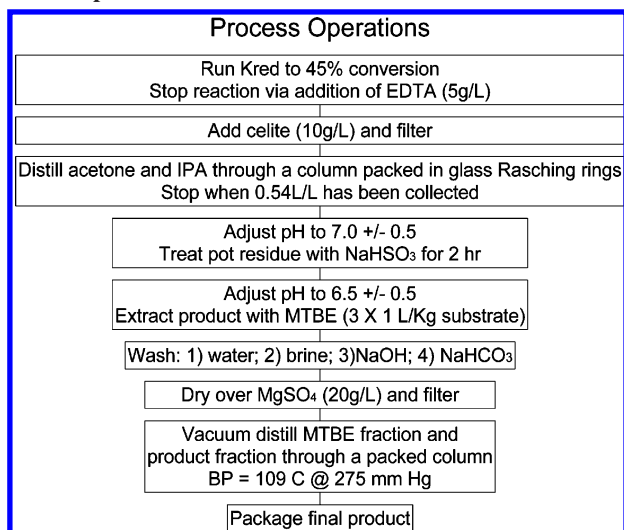 Process Operations
Run Kred to 45% conversion
Stop reaction via addition of EDTA (5g/L)
Add celite (10g/L) and filter
Distill acetone and IPA through a column packed in glass Rasching rings
Stop when 0.54L/L has been collected
Adjust pH to 7.0 +/- 0.5
Treat pot residue with NaHSO₃ for 2 hr
Adjust pH to 6.5 +/- 0.5
Extract product with MTBE (3 X 1 L/Kg substrate)
Wash: 1) water; 2) brine; 3)NaOH; 4) NaHCO₃
Dry over MgSO₄ (20g/L) and filter
Vacuum distill MTBE fraction and
product fraction through a packed column
BP = 109 C @ 275 mm Hg
Package final product